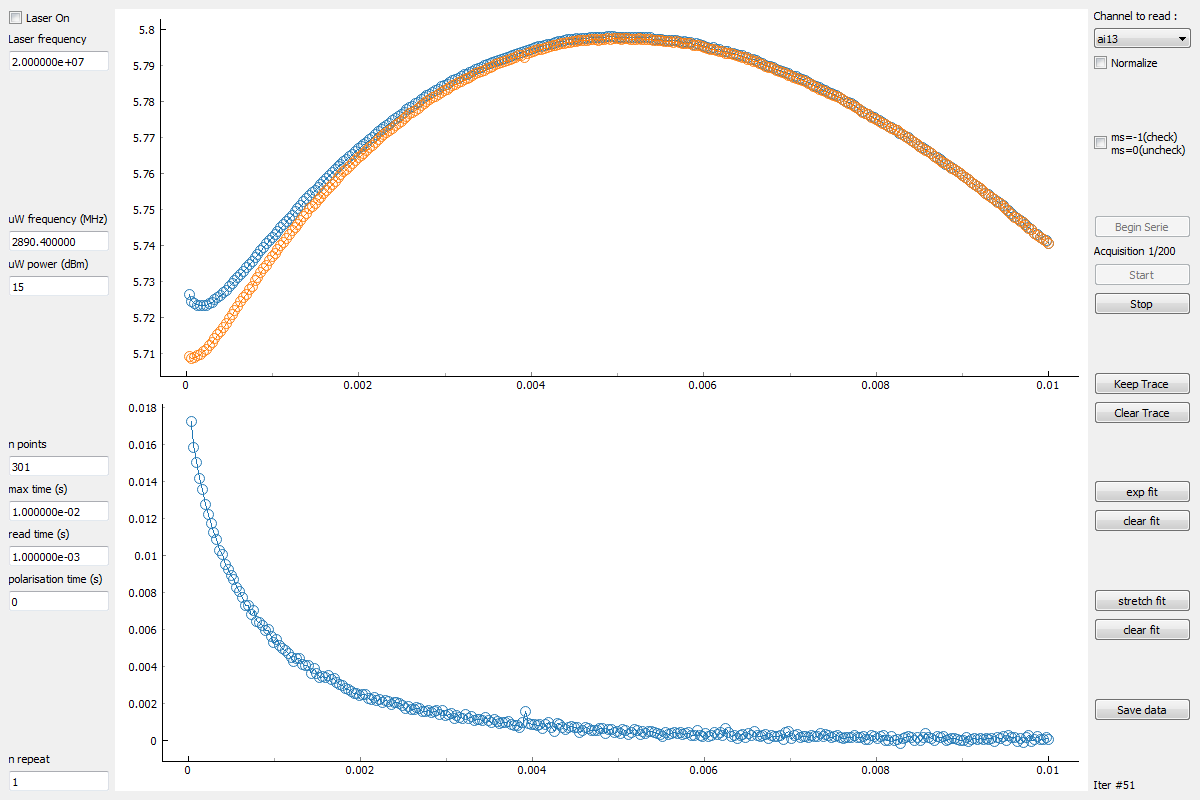 Laser On
Laser frequency
2.000000e+07
uW frequency (MHz)
2890.400000
uW power (dBm)
15
n points
301
max time (s)
1.000000e-02
read time (s)
1.000000e-03
polarisation time (s)
0
n repeat
1
5.8
5.79
5.78
5.77
5.76
5.75
5.74
5.73
5.72
5.71
0 0.002 0.004 0.006 0.008 0.01
0.018
0.016
0.014
0.012
0.01
0.008
0.006
0.004
0.002
0
0 0.002 0.004 0.006 0.008 0.01
Channel to read :
ai13
Normalize
ms=-1(check)
ms=0(uncheck)
Begin Serie
Acquisition 1/200
Start
Stop
Keep Trace
Clear Trace
exp fit
clear fit
stretch fit
clear fit
Save data
Iter #51